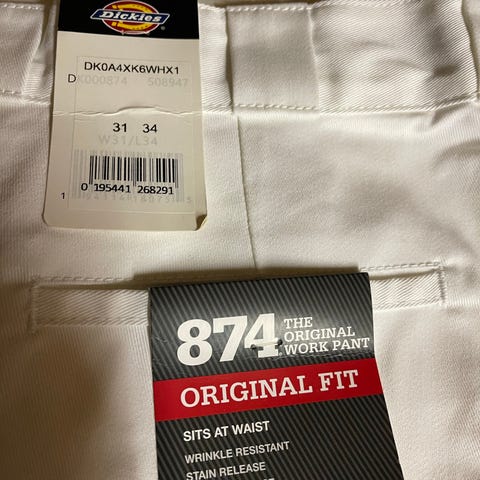 Dickies
DK0A4XK6WHX1
DK000874 508947
31 34
W31/L34
0 195441 268291
874 THE
ORIGINAL
WORK PANT
ORIGINAL FIT
SITS AT WAIST
WRINKLE RESISTANT
STAIN RELEASE